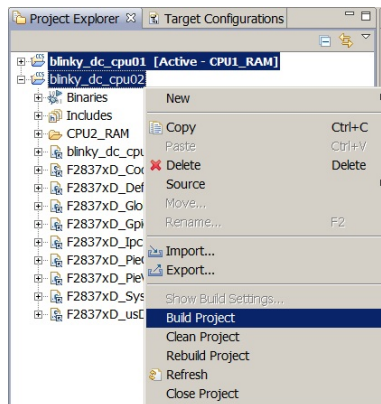 Project Explorer Target Configurations
blinky_dc_cpu01 [Active - CPU1_RAM]
blinky_dc_cpu02
Binaries
Includes
CPU2_RAM
blinky_dc_cpu
F2837xD_Coc
F2837xD_Def
F2837xD_Glo
F2837xD_Gpi
F2837xD_Ipc
F2837xD_Pie
F2837xD_Pie
F2837xD_Sys
F2837xD_usD
New
Copy Ctrl+C
Paste Ctrl+V
Delete Delete
Source
Move...
Rename... F2
Import...
Export...
Show Build Settings...
Build Project
Clean Project
Rebuild Project
Refresh
Close Project